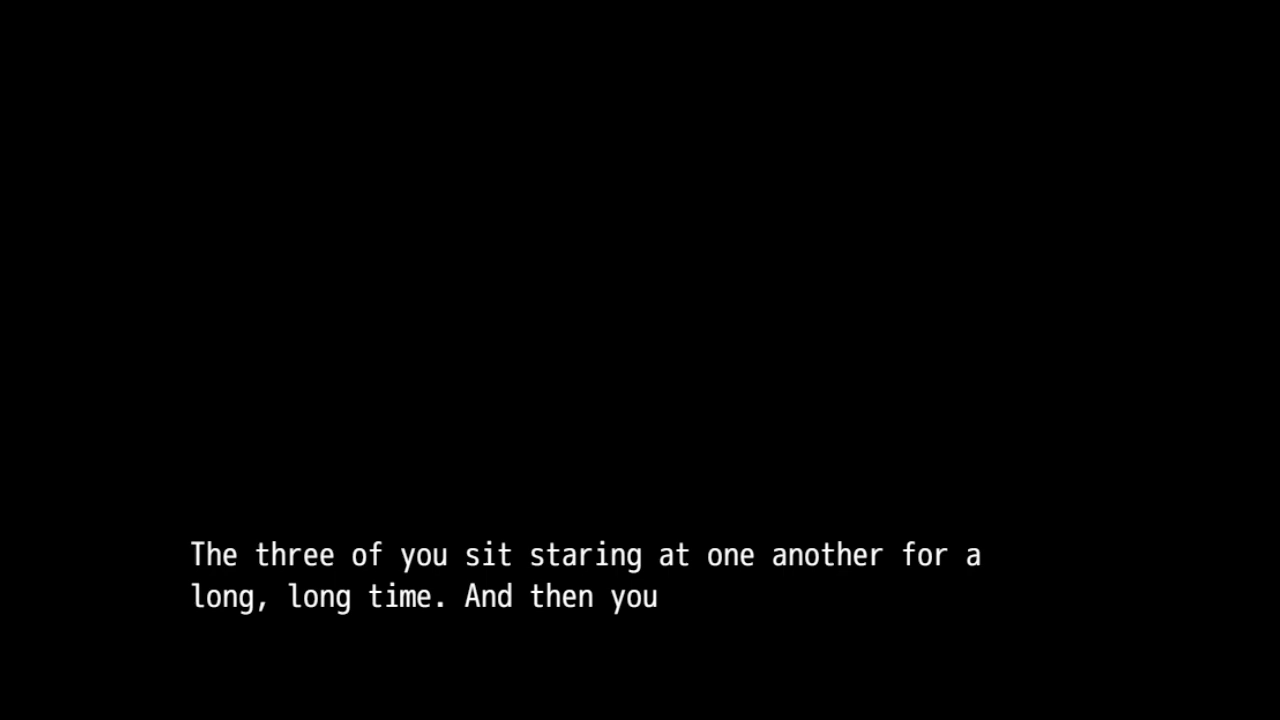 The three of you sit staring at one another for a
long, long time. And then you